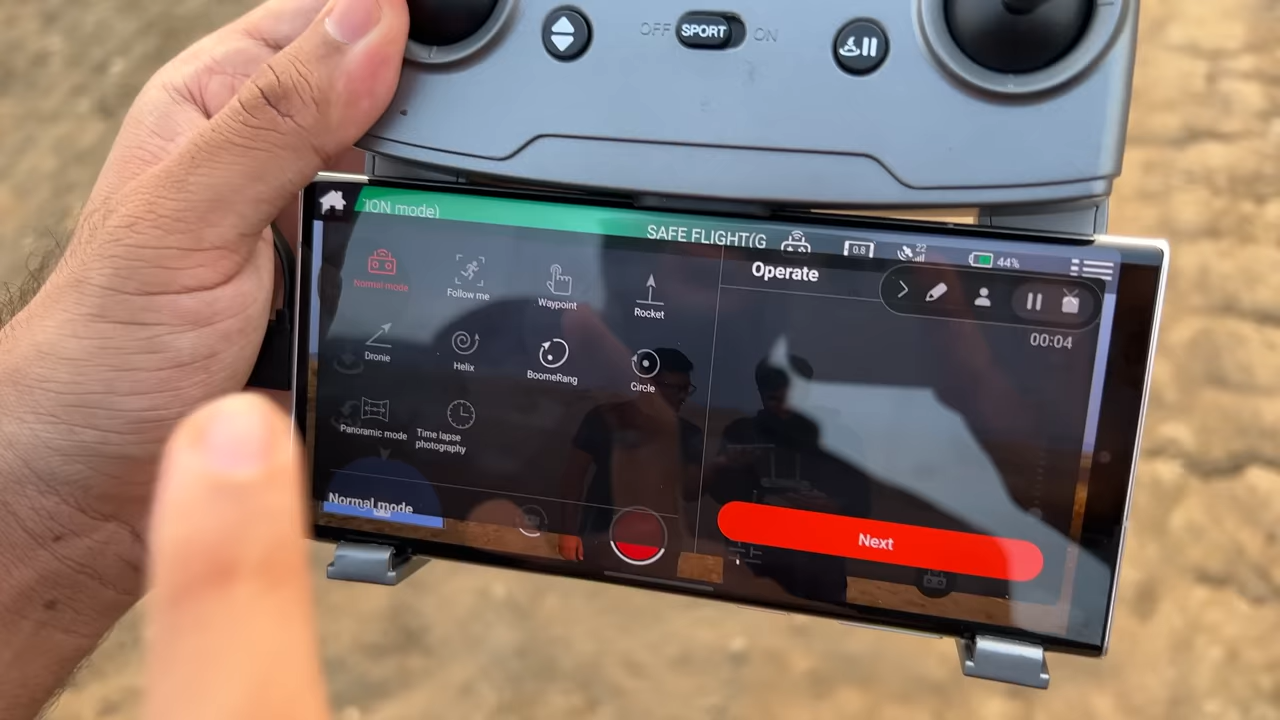 OFF SPORT ON
ION mode)
SAFE FLIGHT(G
0.8
22
44%
Operate
Normal mode
Follow me
Waypoint
Rocket
00:04
Dronie
Helix
BoomeRang
Circle
Panoramic mode
Time lapse
photography
Normal mode
Next